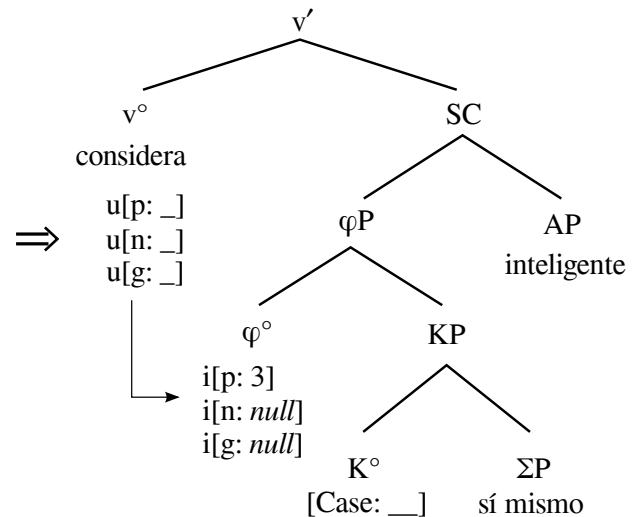 v′
v° SC
considera
u[p: _]
⇒ u[n: _] φP AP
u[g: _] inteligente
φ° KP
i[p: 3]
i[n: null]
i[g: null]
K° ΣP
[Case: __] sí mismo